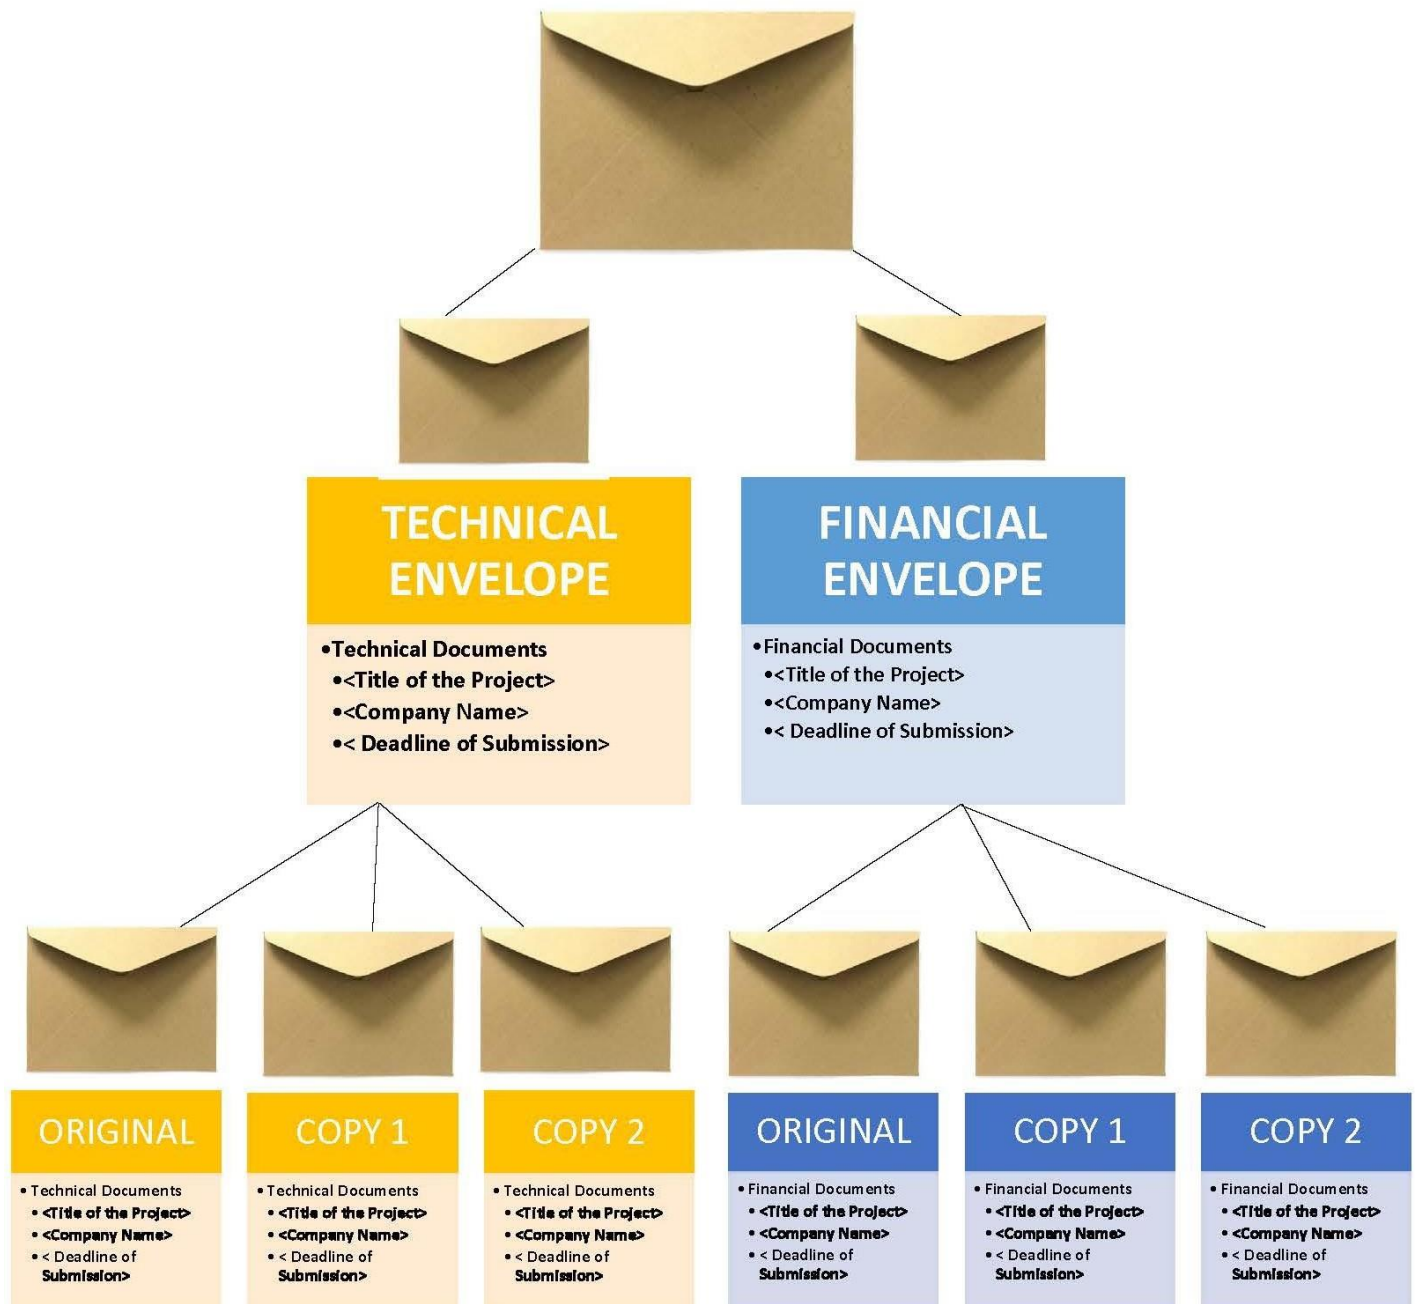 TECHNICAL
ENVELOPE
•Technical Documents
•<Title of the Project>
•<Company Name>
•< Deadline of Submission>
FINANCIAL
ENVELOPE
•Financial Documents
•<Title of the Project>
•<Company Name>
•< Deadline of Submission>
ORIGINAL
• Technical Documents
• <Title of the Project>
• <Company Name>
• < Deadline of
Submission>
COPY 1
• Technical Documents
• <Title of the Project>
• <Company Name>
• < Deadline of
Submission>
COPY 2
• Technical Documents
• <Title of the Project>
• <Company Name>
• < Deadline of
Submission>
ORIGINAL
• Financial Documents
• <Title of the Project>
• <Company Name>
• < Deadline of
Submission>
COPY 1
• Financial Documents
• <Title of the Project>
• <Company Name>
• < Deadline of
Submission>
COPY 2
• Financial Documents
• <Title of the Project>
• <Company Name>
• < Deadline of
Submission>